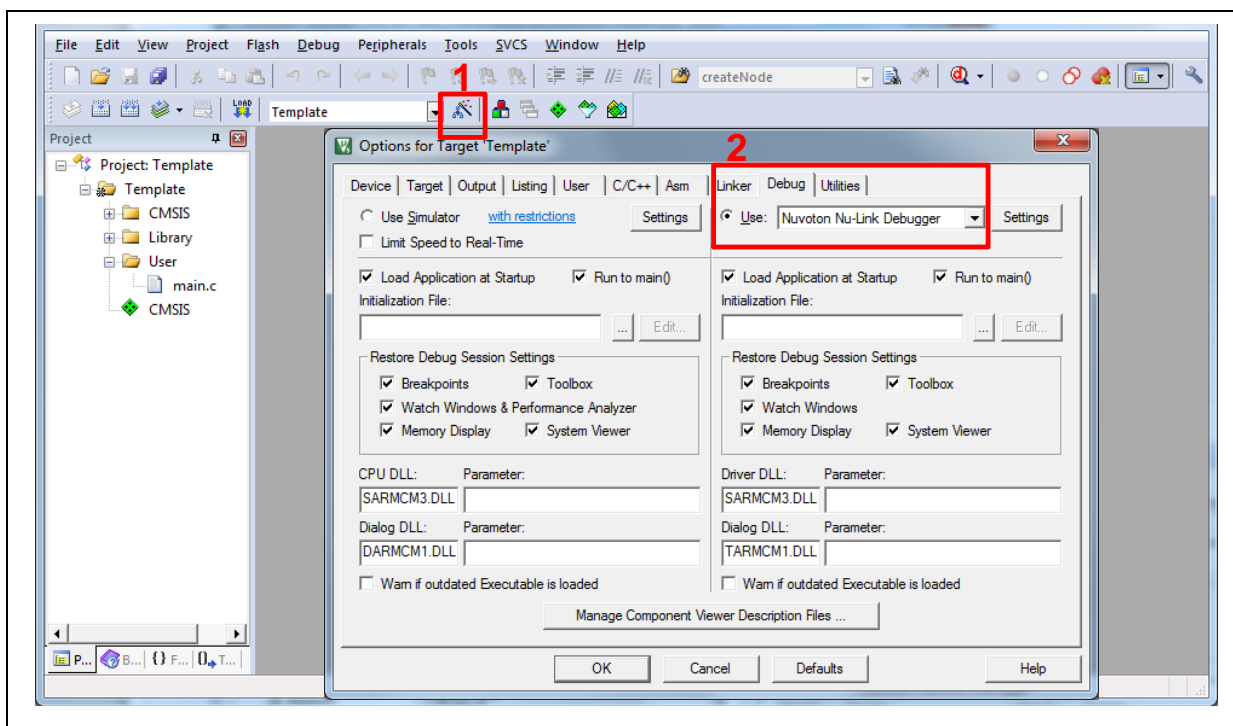 File Edit View Project Flash Debug Peripherals Tools SVCS Window Help
createNode
1
LOAD
Template
Project
Project: Template
Template
CMSIS
Library
User
main.c
CMSIS
P... B... {} F... 0 T...
Options for Target 'Template'
2
Device Target Output Listing User C/C++ Asm Linker Debug Utilities
Use Simulator with restrictions Settings Use: Nuvoton Nu-Link Debugger Settings
Limit Speed to Real-Time
Load Application at Startup Run to main() Load Application at Startup Run to main()
Initialization File: Initialization File:
... Edit... ... Edit...
Restore Debug Session Settings Restore Debug Session Settings
Breakpoints Toolbox Breakpoints Toolbox
Watch Windows & Performance Analyzer Watch Windows
Memory Display System Viewer Memory Display System Viewer
CPU DLL: Parameter: Driver DLL: Parameter:
SARMCM3.DLL SARMCM3.DLL
Dialog DLL: Parameter: Dialog DLL: Parameter:
DARMCM1.DLL TARMCM1.DLL
Warn if outdated Executable is loaded Warn if outdated Executable is loaded
Manage Component Viewer Description Files ...
OK Cancel Defaults Help